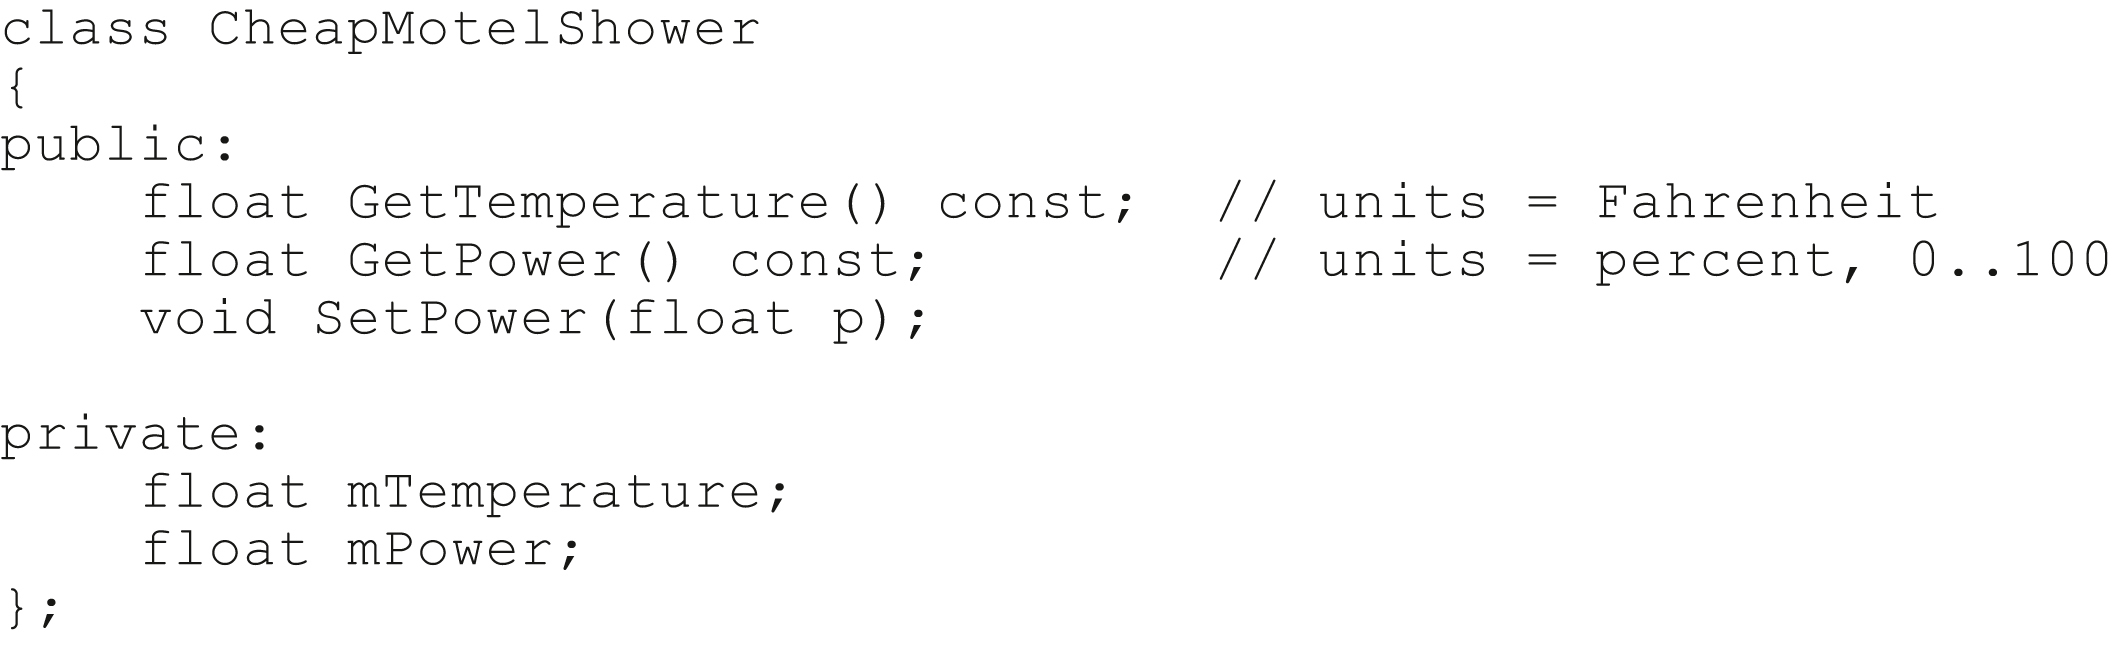 class CheapMotelShower
{
public:
    float GetTemperature() const;  // units = Fahrenheit
    float GetPower() const;        // units = percent, 0..100
    void SetPower(float p);

private:
    float mTemperature;
    float mPower;
};